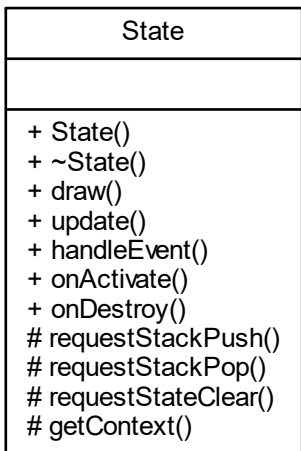 State
+ State()
+ ~State()
+ draw()
+ update()
+ handleEvent()
+ onActivate()
+ onDestroy()
# requestStackPush()
# requestStackPop()
# requestStateClear()
# getContext()